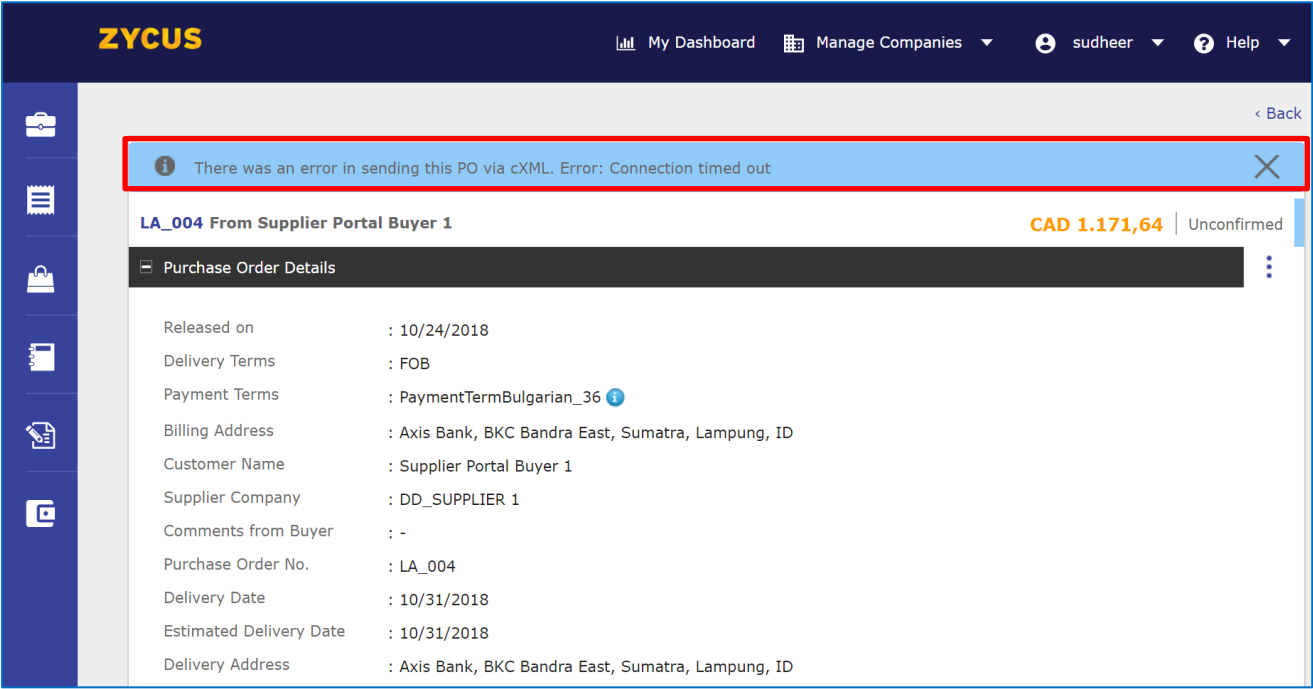 ZYCUS
My Dashboard Manage Companies sudheer Help
‹ Back
There was an error in sending this PO via cXML. Error: Connection timed out
LA_004 From Supplier Portal Buyer 1 CAD 1.171,64 Unconfirmed
Purchase Order Details
Released on : 10/24/2018
Delivery Terms : FOB
Payment Terms : PaymentTermBulgarian_36
Billing Address : Axis Bank, BKC Bandra East, Sumatra, Lampung, ID
Customer Name : Supplier Portal Buyer 1
Supplier Company : DD_SUPPLIER 1
Comments from Buyer : -
Purchase Order No. : LA_004
Delivery Date : 10/31/2018
Estimated Delivery Date : 10/31/2018
Delivery Address : Axis Bank, BKC Bandra East, Sumatra, Lampung, ID